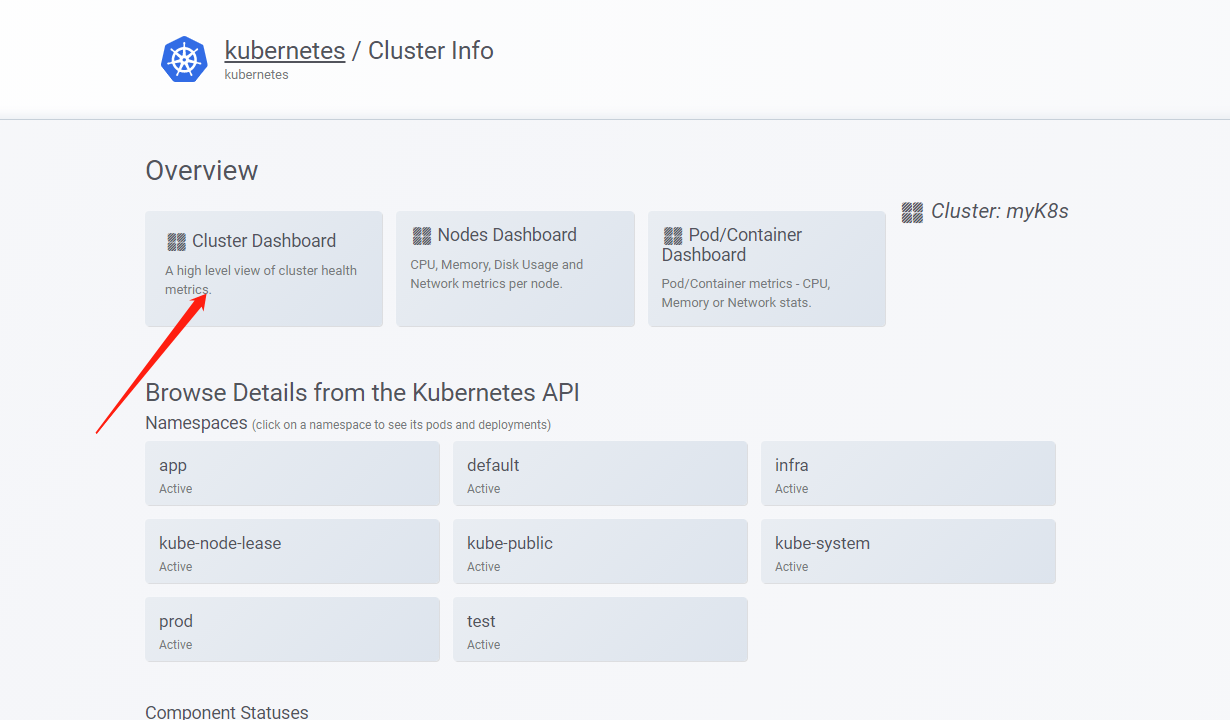 kubernetes / Cluster Info
kubernetes
Overview
Cluster: myK8s
Cluster Dashboard
A high level view of cluster health
metrics.
Nodes Dashboard
CPU, Memory, Disk Usage and
Network metrics per node.
Pod/Container
Dashboard
Pod/Container metrics - CPU,
Memory or Network stats.
Browse Details from the Kubernetes API
Namespaces (click on a namespace to see its pods and deployments)
app
Active
default
Active
infra
Active
kube-node-lease
Active
kube-public
Active
kube-system
Active
prod
Active
test
Active
Component Statuses